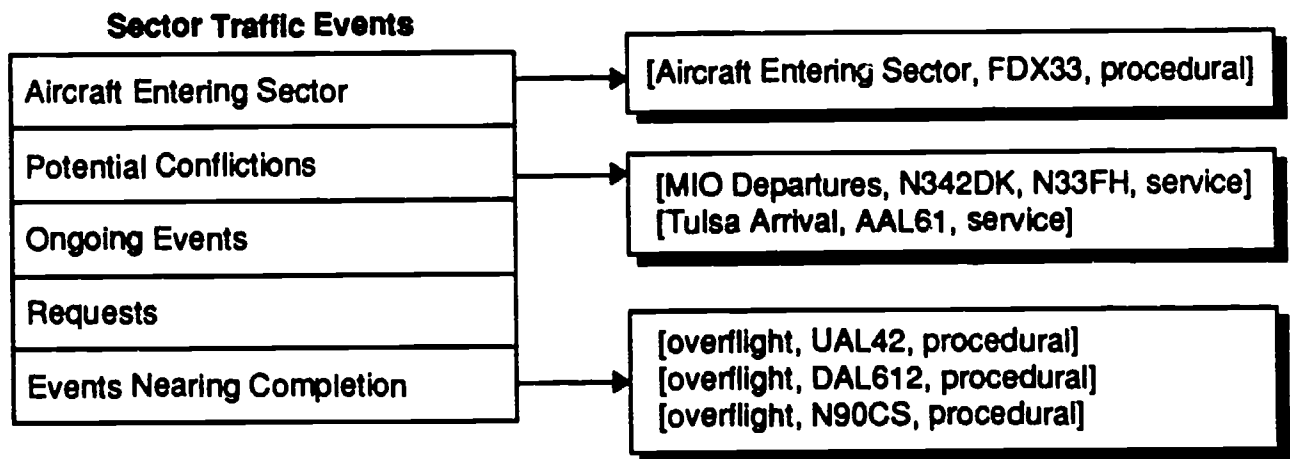 Sector Traffic Events
Aircraft Entering Sector
[Aircraft Entering Sector, FDX33, procedural]
Potential Conflictions
[MIO Departures, N342DK, N33FH, service]
[Tulsa Arrival, AAL61, service]
Ongoing Events
Requests
Events Nearing Completion
[overflight, UAL42, procedural]
[overflight, DAL612, procedural]
[overflight, N90CS, procedural]